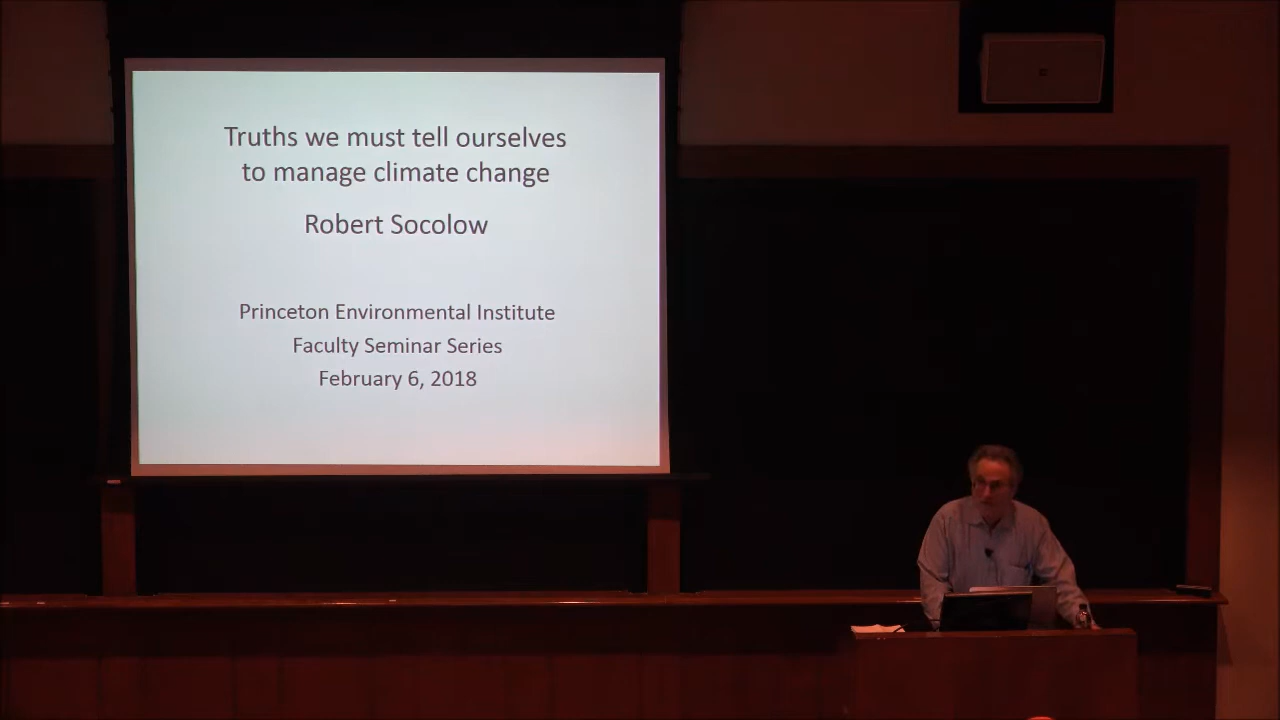 Truths we must tell ourselves
to manage climate change
Robert Socolow
Princeton Environmental Institute
Faculty Seminar Series
February 6, 2018